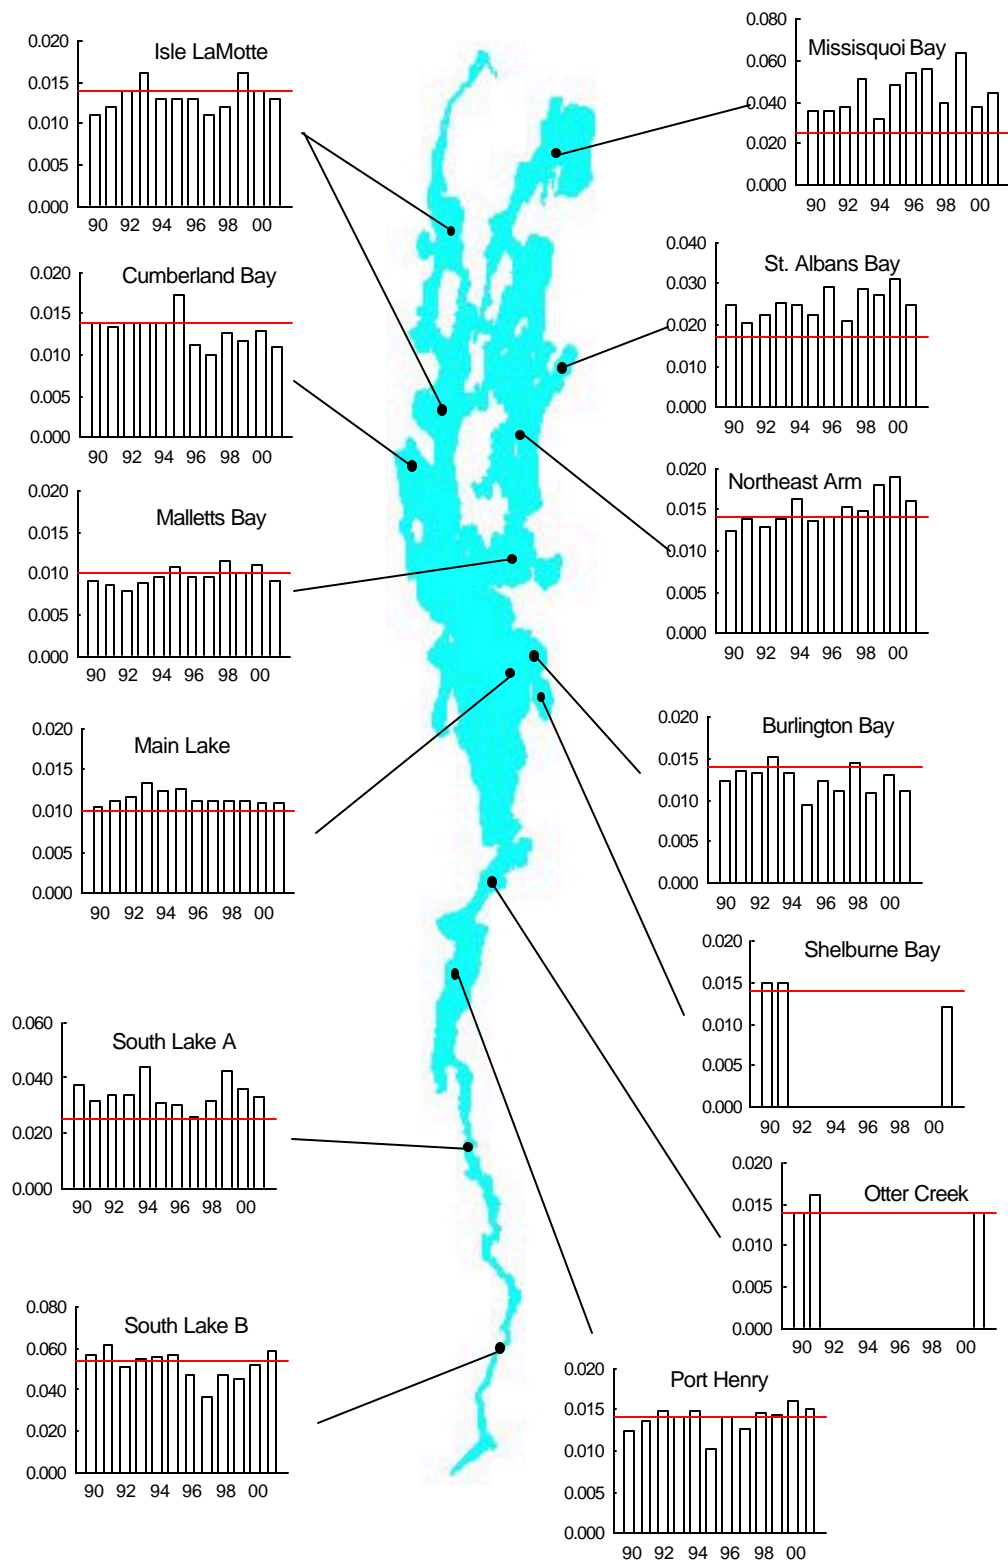 Isle LaMotte
0.020
0.015
0.010
0.005
0.000
90 92 94 96 98 00
Missisquoi Bay
0.080
0.060
0.040
0.020
0.000
90 92 94 96 98 00
Cumberland Bay
0.020
0.015
0.010
0.005
0.000
90 92 94 96 98 00
St. Albans Bay
0.040
0.030
0.020
0.010
0.000
90 92 94 96 98 00
Malletts Bay
0.020
0.015
0.010
0.005
0.000
90 92 94 96 98 00
Northeast Arm
0.020
0.015
0.010
0.005
0.000
90 92 94 96 98 00
Main Lake
0.020
0.015
0.010
0.005
0.000
90 92 94 96 98 00
Burlington Bay
0.020
0.015
0.010
0.005
0.000
90 92 94 96 98 00
Shelburne Bay
0.020
0.015
0.010
0.005
0.000
90 92 94 96 98 00
South Lake A
0.060
0.040
0.020
0.000
90 92 94 96 98 00
Otter Creek
0.020
0.015
0.010
0.005
0.000
90 92 94 96 98 00
South Lake B
0.080
0.060
0.040
0.020
0.000
90 92 94 96 98 00
Port Henry
0.020
0.015
0.010
0.005
0.000
90 92 94 96 98 00